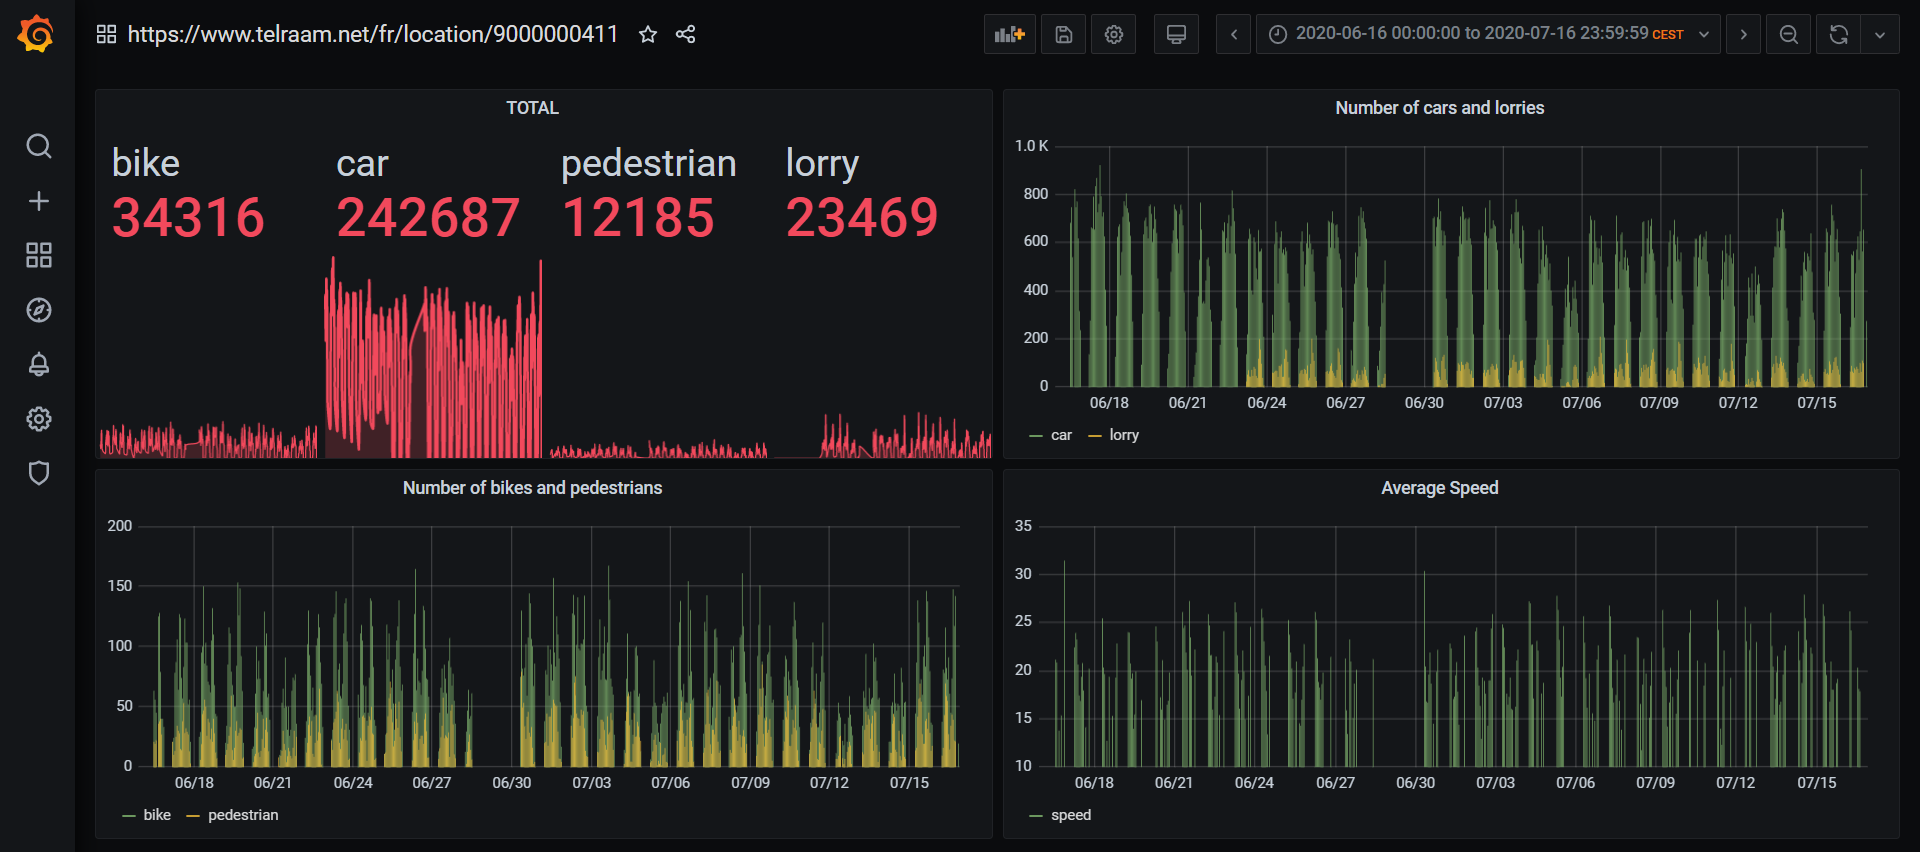 https://www.telraam.net/fr/location/9000000411
2020-06-16 00:00:00 to 2020-07-16 23:59:59 CEST
TOTAL
bike car pedestrian lorry
34316 242687 12185 23469
Number of cars and lorries
1.0 K
800
600
400
200
0
06/18 06/21 06/24 06/27 06/30 07/03 07/06 07/09 07/12 07/15
car lorry
Number of bikes and pedestrians
200
150
100
50
0
06/18 06/21 06/24 06/27 06/30 07/03 07/06 07/09 07/12 07/15
bike pedestrian
Average Speed
35
30
25
20
15
10
06/18 06/21 06/24 06/27 06/30 07/03 07/06 07/09 07/12 07/15
speed